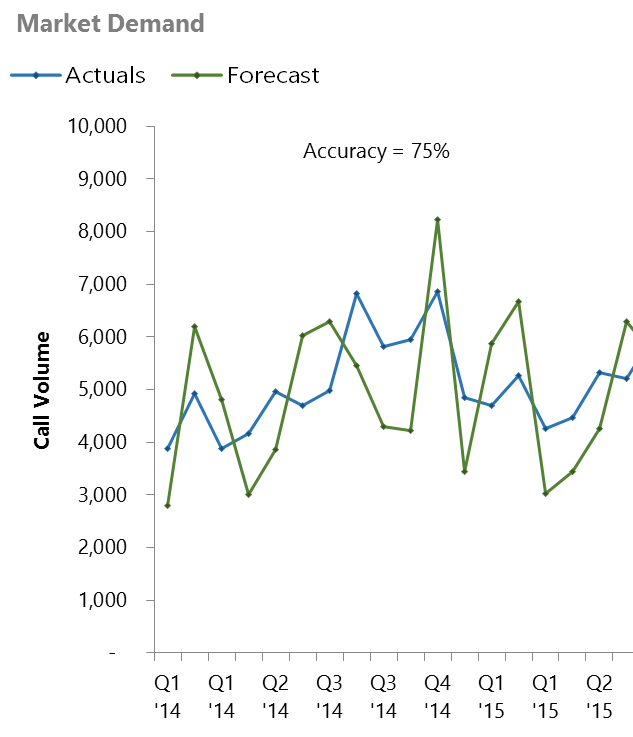 Market Demand
Actuals Forecast
Accuracy = 75%
10,000
9,000
8,000
7,000
6,000
5,000
4,000
3,000
2,000
1,000
-
Call Volume
Q1 Q1 Q2 Q3 Q3 Q4 Q1 Q1 Q2
'14 '14 '14 '14 '14 '14 '15 '15 '15